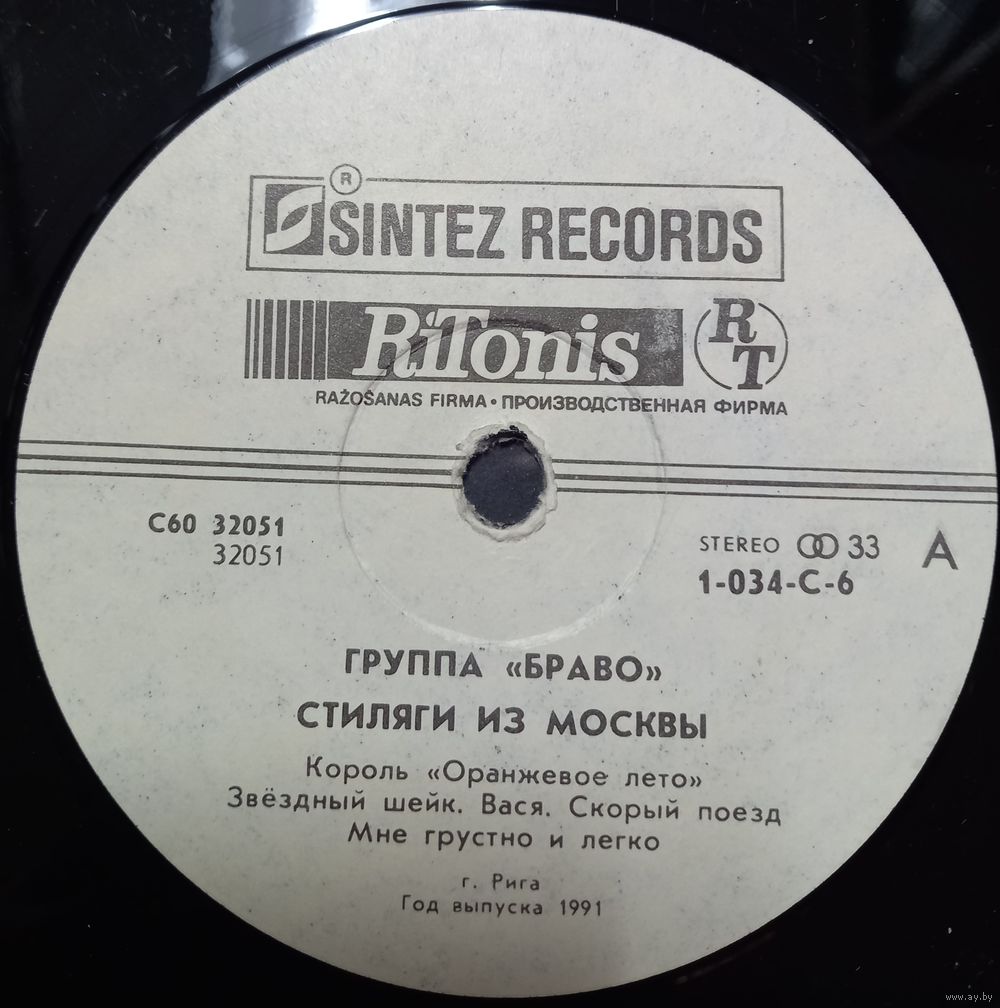 ®
SINTEZ RECORDS
RiTonis RT
RAŽOŠANAS FIRMA • ПРОИЗВОДСТВЕННАЯ ФИРМА
С60 32051
32051
STEREO 33 A
1-034-С-6
ГРУППА «БРАВО»
СТИЛЯГИ ИЗ МОСКВЫ
Король «Оранжевое лето»
Звёздный шейк. Вася. Скорый поезд
Мне грустно и легко
г. Рига
Год выпуска 1991
www.ay.by